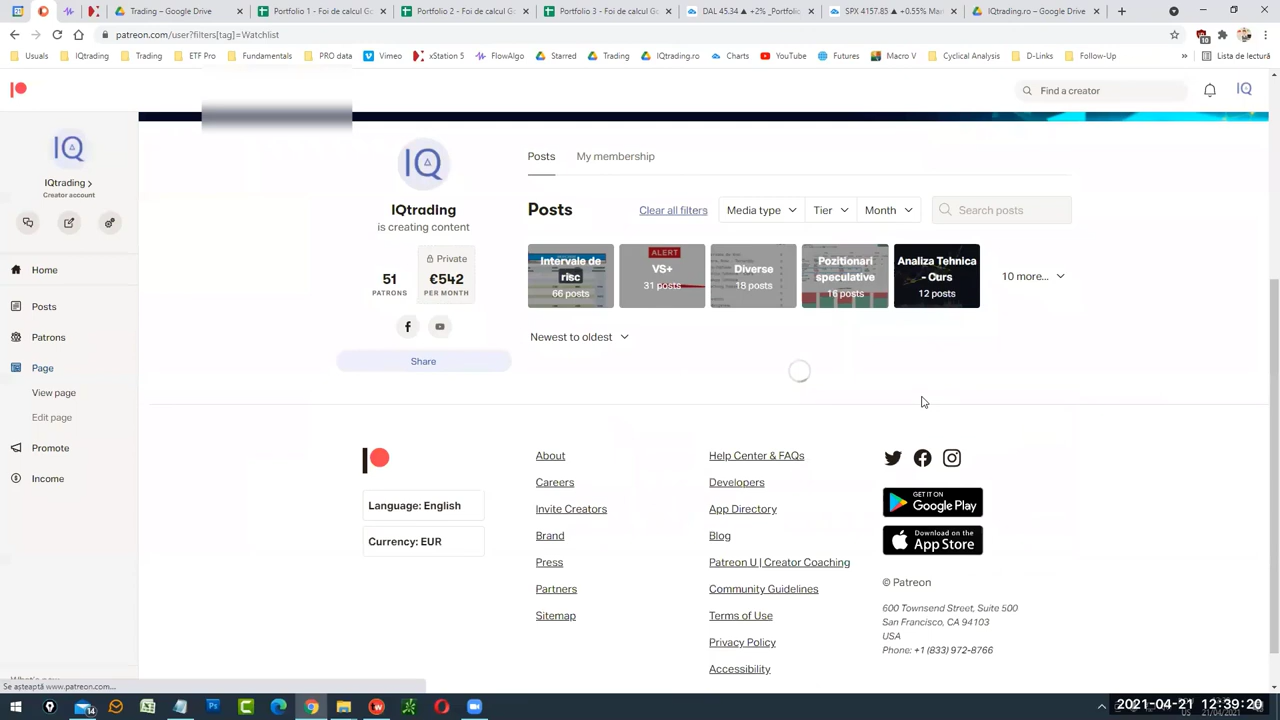 Trading – Google Drive
Portfolio 1 - Foi de calcul Go
Portfolio 2 - Foi de calcul Go
Portfolio 3 - Foi de calcul Go
DAL 45.34 ▲ +2% _Portfolio
SPX 4157.85 ▲ +0.55% Ma
IQtrading.ro – Google Drive
patreon.com/user?filters[tag]=Watchlist
10
Usuals
IQtrading
Trading
ETF Pro
Fundamentals
PRO data
Vimeo
xStation 5
FlowAlgo
Starred
Trading
IQtrading.ro
Charts
YouTube
Futures
Macro V
Cyclical Analysis
D-Links
Follow-Up
»
Listă de lectură
Find a creator
IQ
IQ
IQtrading >
Creator account
Home
Posts
Patrons
Page
View page
Edit page
Promote
Income
IQ
IQtrading
is creating content
51
PATRONS
Private
€542
PER MONTH
Share
Posts
My membership
Posts
Clear all filters
Media type
Tier
Month
Search posts
Intervale de
risc
66 posts
ALERT
VS+
31 posts
Diverse
18 posts
Pozitionari
speculative
16 posts
Analiza Tehnica
- Curs
12 posts
10 more...
Newest to oldest
Language: English
Currency: EUR
About
Careers
Invite Creators
Brand
Press
Partners
Sitemap
Help Center & FAQs
Developers
App Directory
Blog
Patreon U | Creator Coaching
Community Guidelines
Terms of Use
Privacy Policy
Accessibility
GET IT ON
Google Play
Download on the
App Store
© Patreon
600 Townsend Street, Suite 500
San Francisco, CA 94103
USA
Phone: +1 (833) 972-8766
Se așteaptă www.patreon.com...
14
2021-04-21 12:39:20